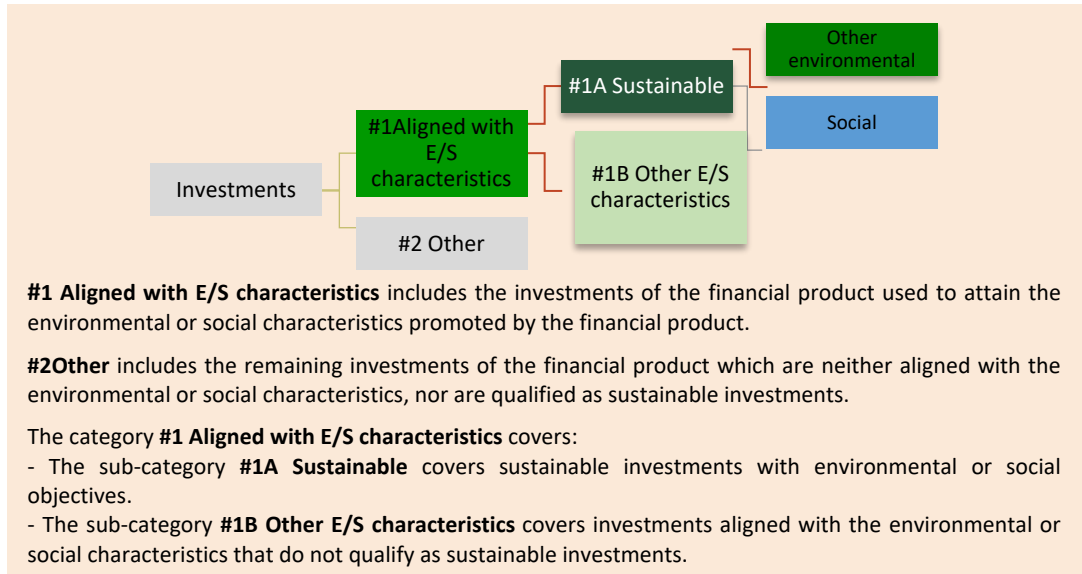 Other
environmental
#1A Sustainable
Social
#1Aligned with
E/S
characteristics
#1B Other E/S
characteristics
Investments
#2 Other
#1 Aligned with E/S characteristics includes the investments of the financial product used to attain the
environmental or social characteristics promoted by the financial product.
#2Other includes the remaining investments of the financial product which are neither aligned with the
environmental or social characteristics, nor are qualified as sustainable investments.
The category #1 Aligned with E/S characteristics covers:
- The sub-category #1A Sustainable covers sustainable investments with environmental or social
objectives.
- The sub-category #1B Other E/S characteristics covers investments aligned with the environmental or
social characteristics that do not qualify as sustainable investments.